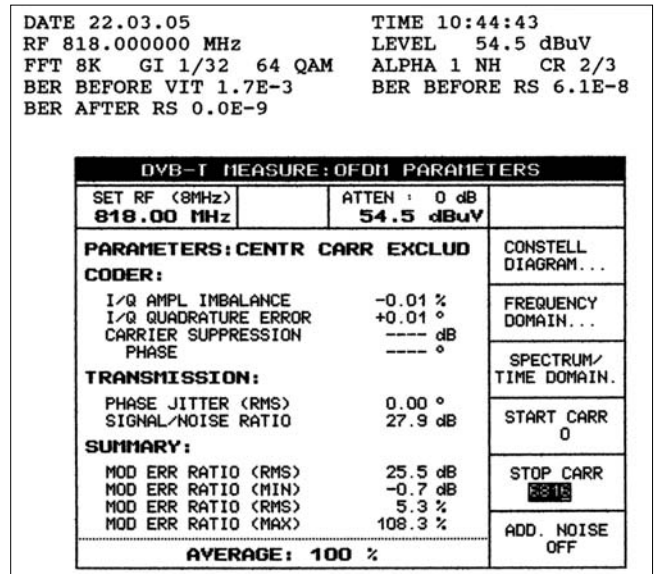 DATE 22.03.05 TIME 10:44:43
RF 818.000000 MHz LEVEL 54.5 dBuV
FFT 8K GI 1/32 64 QAM ALPHA 1 NH CR 2/3
BER BEFORE VIT 1.7E-3 BER BEFORE RS 6.1E-8
BER AFTER RS 0.0E-9
DVB-T MEASURE:OFDM PARAMETERS
SET RF (8MHz) ATTEN : 0 dB
818.00 MHz 54.5 dBuV
PARAMETERS:CENTR CARR EXCLUD
CODER:
I/Q AMPL IMBALANCE -0.01 %
I/Q QUADRATURE ERROR +0.01 °
CARRIER SUPPRESSION ---- dB
PHASE ---- °
TRANSMISSION:
PHASE JITTER (RMS) 0.00 °
SIGNAL/NOISE RATIO 27.9 dB
SUMMARY:
MOD ERR RATIO (RMS) 25.5 dB
MOD ERR RATIO (MIN) -0.7 dB
MOD ERR RATIO (RMS) 5.3 %
MOD ERR RATIO (MAX) 108.3 %
AVERAGE: 100 %
CONSTELL
DIAGRAM...
FREQUENCY
DOMAIN...
SPECTRUM/
TIME DOMAIN.
START CARR
0
STOP CARR
6816
ADD. NOISE
OFF